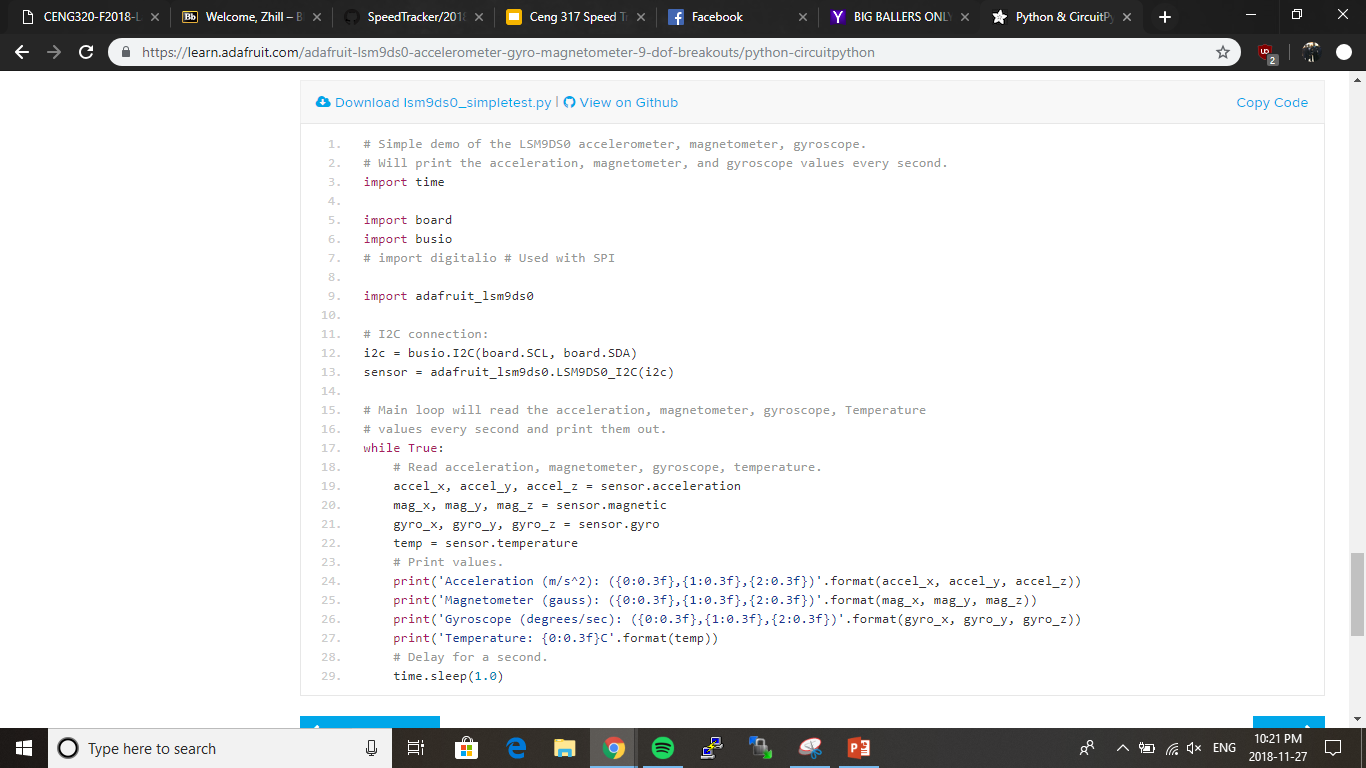 CENG320-F2018-L
Welcome, Zhill – B
SpeedTracker/2018
Ceng 317 Speed Tr
Facebook
BIG BALLERS ONLY
Python & CircuitPy
https://learn.adafruit.com/adafruit-lsm9ds0-accelerometer-gyro-magnetometer-9-dof-breakouts/python-circuitpython
2
Download lsm9ds0_simpletest.py | View on Github
Copy Code
1. # Simple demo of the LSM9DS0 accelerometer, magnetometer, gyroscope.
2. # Will print the acceleration, magnetometer, and gyroscope values every second.
3. import time
4.
5. import board
6. import busio
7. # import digitalio # Used with SPI
8.
9. import adafruit_lsm9ds0
10.
11. # I2C connection:
12. i2c = busio.I2C(board.SCL, board.SDA)
13. sensor = adafruit_lsm9ds0.LSM9DS0_I2C(i2c)
14.
15. # Main loop will read the acceleration, magnetometer, gyroscope, Temperature
16. # values every second and print them out.
17. while True:
18.     # Read acceleration, magnetometer, gyroscope, temperature.
19.     accel_x, accel_y, accel_z = sensor.acceleration
20.     mag_x, mag_y, mag_z = sensor.magnetic
21.     gyro_x, gyro_y, gyro_z = sensor.gyro
22.     temp = sensor.temperature
23.     # Print values.
24.     print('Acceleration (m/s^2): ({0:0.3f},{1:0.3f},{2:0.3f})'.format(accel_x, accel_y, accel_z))
25.     print('Magnetometer (gauss): ({0:0.3f},{1:0.3f},{2:0.3f})'.format(mag_x, mag_y, mag_z))
26.     print('Gyroscope (degrees/sec): ({0:0.3f},{1:0.3f},{2:0.3f})'.format(gyro_x, gyro_y, gyro_z))
27.     print('Temperature: {0:0.3f}C'.format(temp))
28.     # Delay for a second.
29.     time.sleep(1.0)
Type here to search
ENG
10:21 PM
2018-11-27